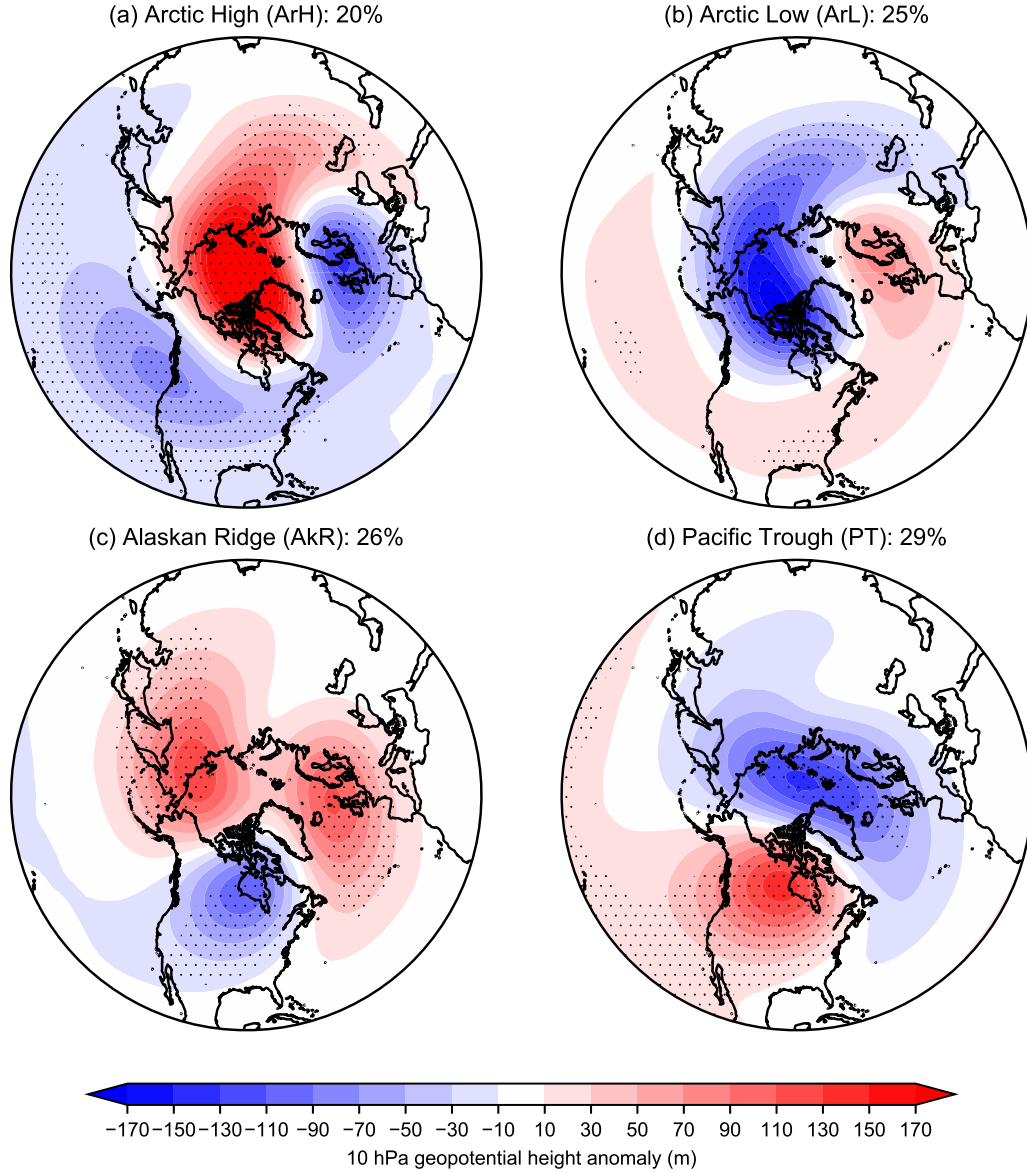 (a) Arctic High (ArH): 20%
(b) Arctic Low (ArL): 25%
(c) Alaskan Ridge (AkR): 26%
(d) Pacific Trough (PT): 29%
−170 −150 −130 −110 −90 −70 −50 −30 −10 10 30 50 70 90 110 130 150 170
10 hPa geopotential height anomaly (m)